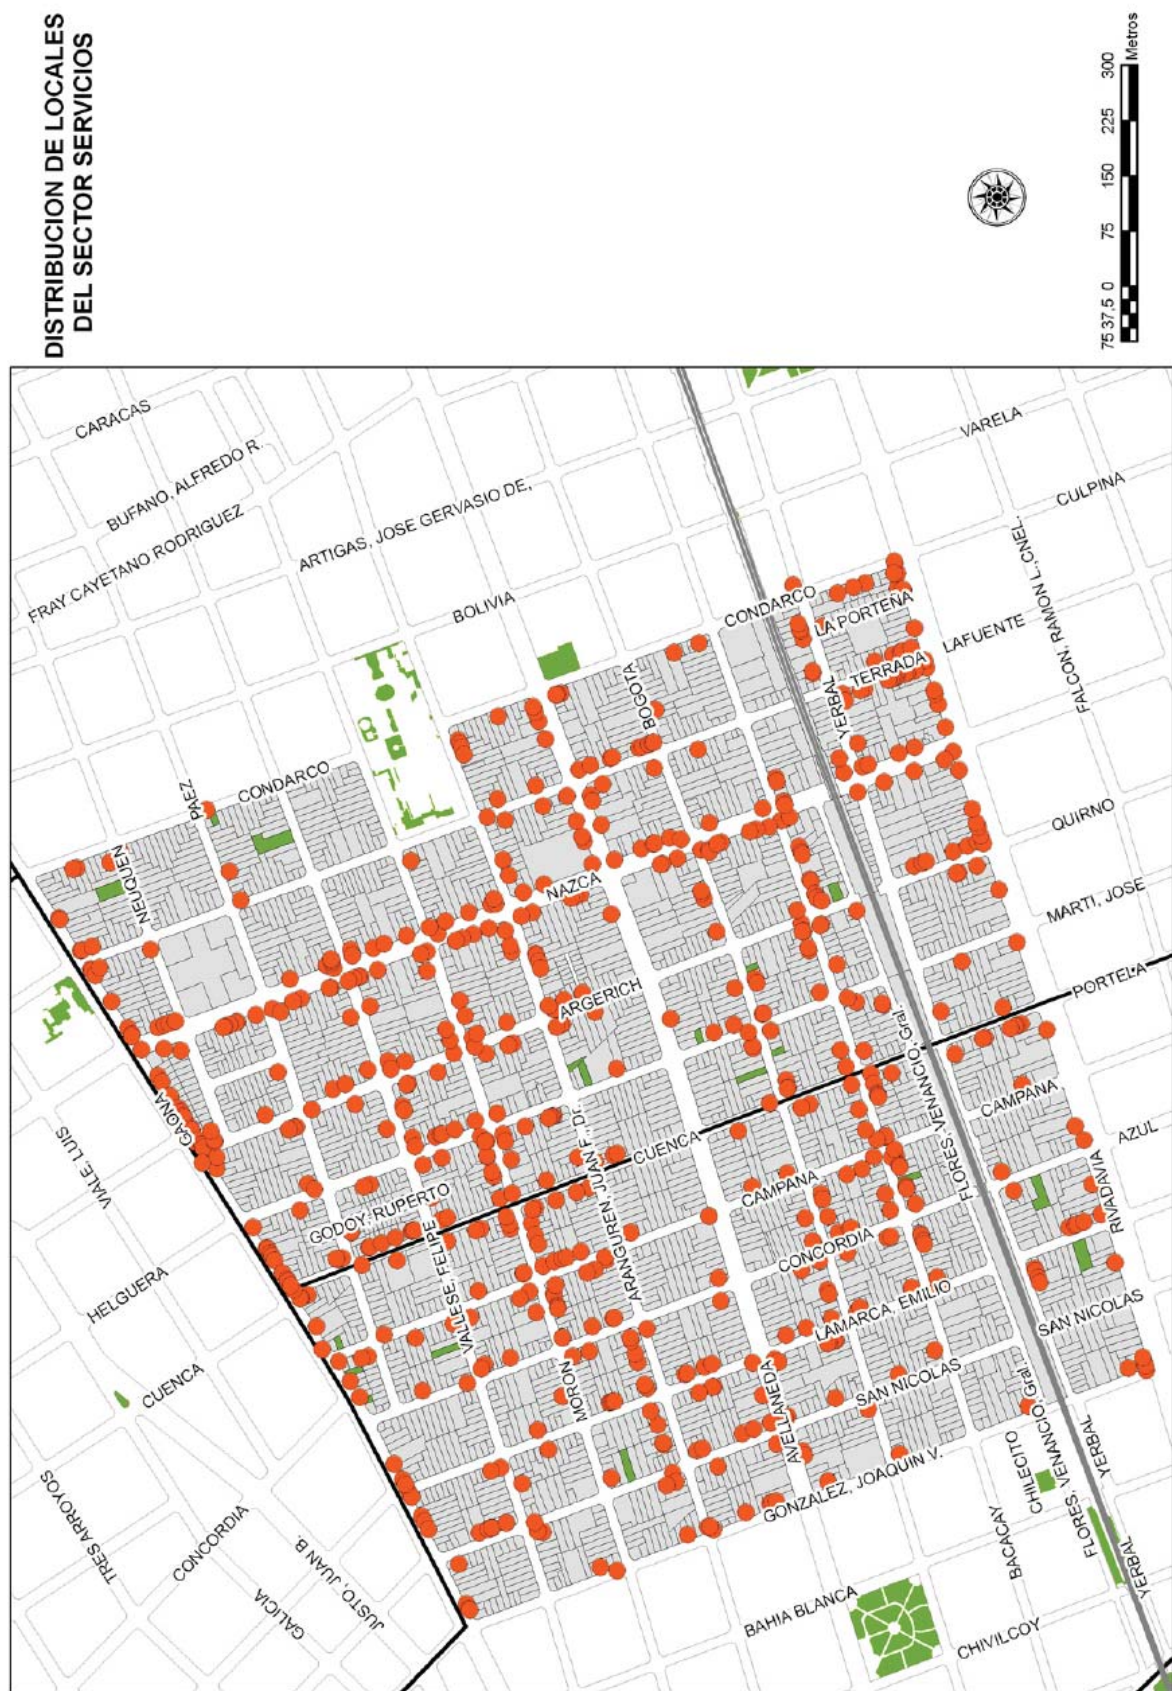 DISTRIBUCION DE LOCALES
DEL SECTOR SERVICIOS
75 37,5 0 75 150 225 300
Metros
CARACAS
BUFANO, ALFREDO R.
FRAY CAYETANO RODRIGUEZ
ARTIGAS, JOSE GERVASIO DE,
BOLIVIA
VARELA
CULPINA
FALCON, RAMON L.,CNEL.
LAFUENTE
CONDARCO
LA PORTEÑA
TERRADA
YERBAL
BOGOTA
CONDARCO
PAEZ
NEUQUEN
QUIRNO
MARTI, JOSE
NAZCA
ARGERICH
PORTELA
GAONA
VIALE, LUIS
HELGUERA
CUENCA
TRES ARROYOS
CONCORDIA
GALICIA
JUSTO, JUAN B.
GODOY, RUPERTO
VALLESE, FELIPE
ARANGUREN, JUAN F., Dr.
CUENCA
CAMPANA
CONCORDIA
LAMARCA, EMILIO
SAN NICOLAS
MORON
AVELLANEDA
GONZALEZ, JOAQUIN V.
FLORES, VENANCIO, Gral.
CAMPANA
AZUL
RIVADAVIA
SAN NICOLAS
FLORES, VENANCIO, Gral.
YERBAL
CHILECITO
BACACAY
YERBAL
BAHIA BLANCA
CHIVILCOY